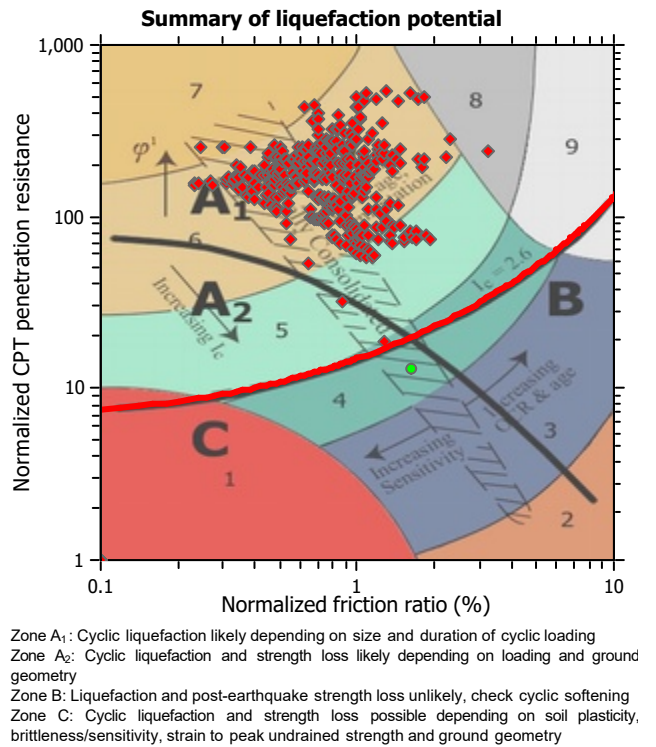 Summary of liquefaction potential
1,000
100
10
1
Normalized CPT penetration resistance
0.1
1
10
Normalized friction ratio (%)
7
8
9
φ'
A1
6
A2
Increasing Ic
5
Consolidated
Ic = 2.6
B
4
Increasing
OCR & age
Increasing
Sensitivity
3
C
1
2
Zone A1: Cyclic liquefaction likely depending on size and duration of cyclic loading
Zone A2: Cyclic liquefaction and strength loss likely depending on loading and ground
geometry
Zone B: Liquefaction and post-earthquake strength loss unlikely, check cyclic softening
Zone C: Cyclic liquefaction and strength loss possible depending on soil plasticity,
brittleness/sensitivity, strain to peak undrained strength and ground geometry